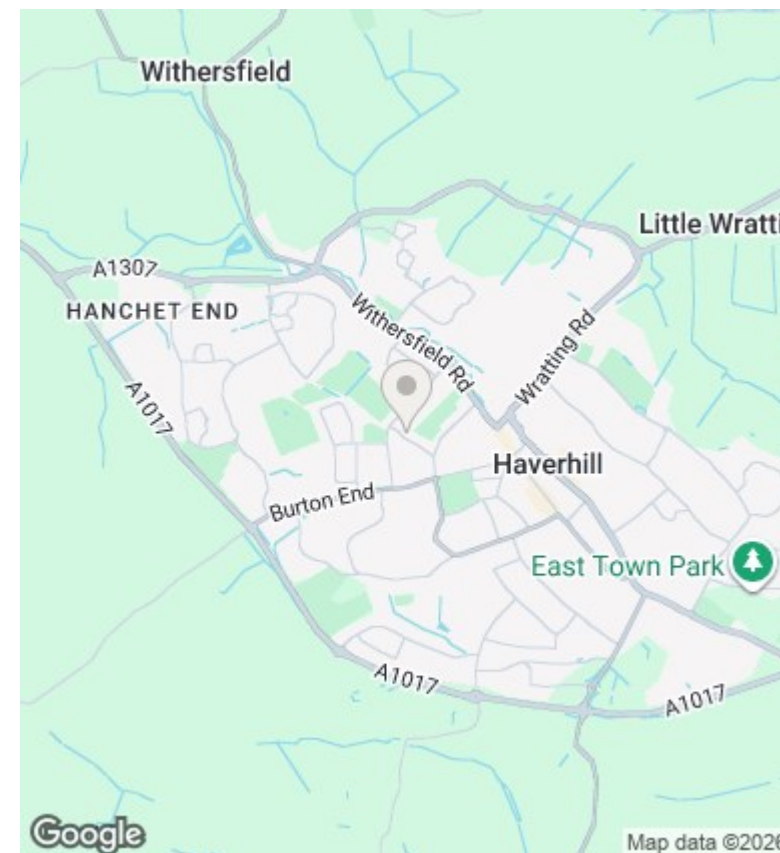 Withersfield
Little Wratti
A1307
HANCHET END
Withersfield Rd
Wratting Rd
A1017
Haverhill
Burton End
East Town Park
A1017
A1017
Google
Map data ©2026